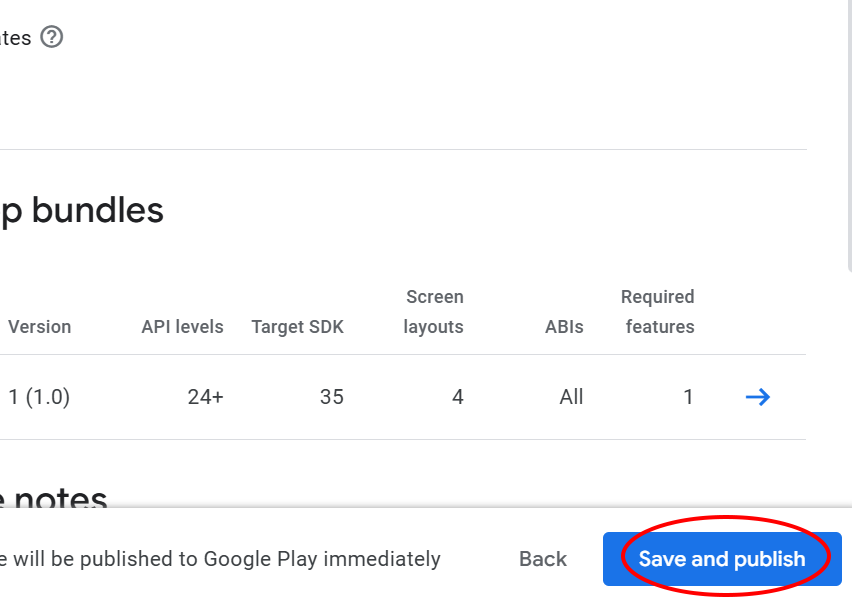 tes
p bundles
Version API levels Target SDK Screen layouts ABIs Required features
1 (1.0) 24+ 35 4 All 1
notes
will be published to Google Play immediately Back Save and publish